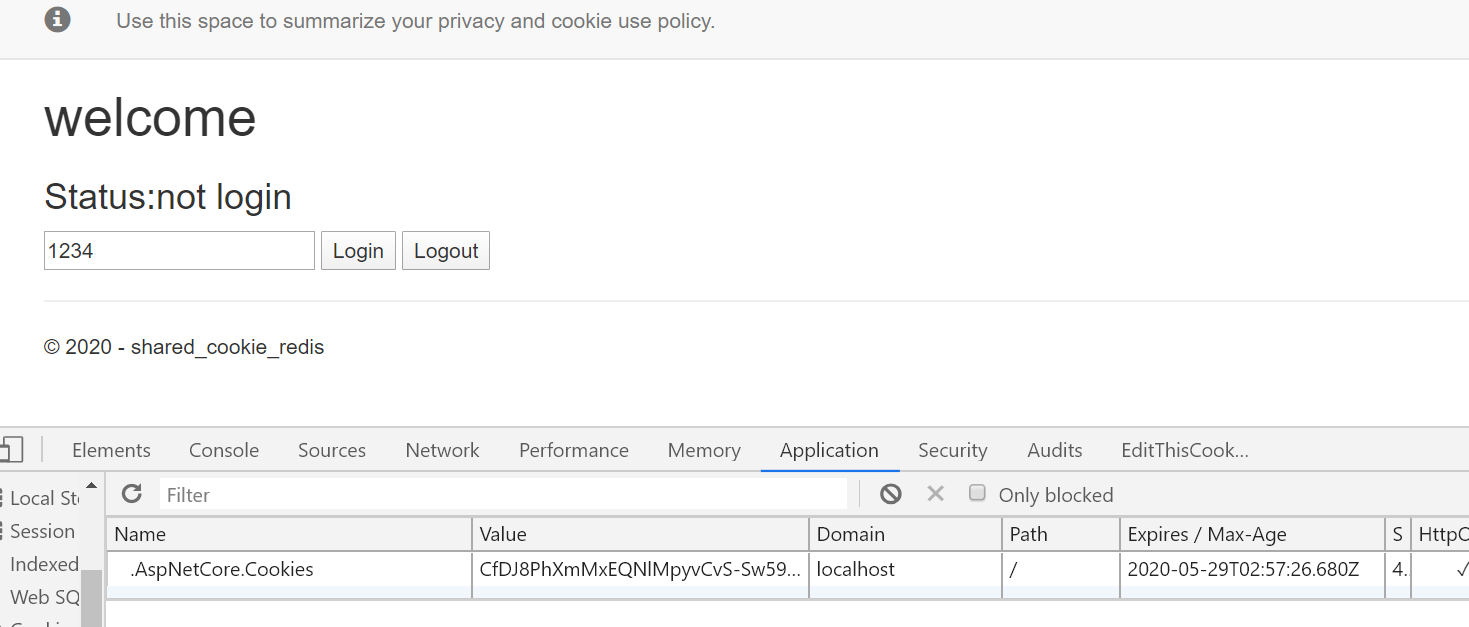 Use this space to summarize your privacy and cookie use policy.
welcome
Status:not login
1234 Login Logout
© 2020 - shared_cookie_redis
Elements Console Sources Network Performance Memory Application Security Audits EditThisCook...
Local Sto
Filter Only blocked
Session
Indexed
Web SQ
Name Value Domain Path Expires / Max-Age S HttpO
.AspNetCore.Cookies CfDJ8PhXmMxEQNlMpyvCvS-Sw59... localhost / 2020-05-29T02:57:26.680Z 4. ✓